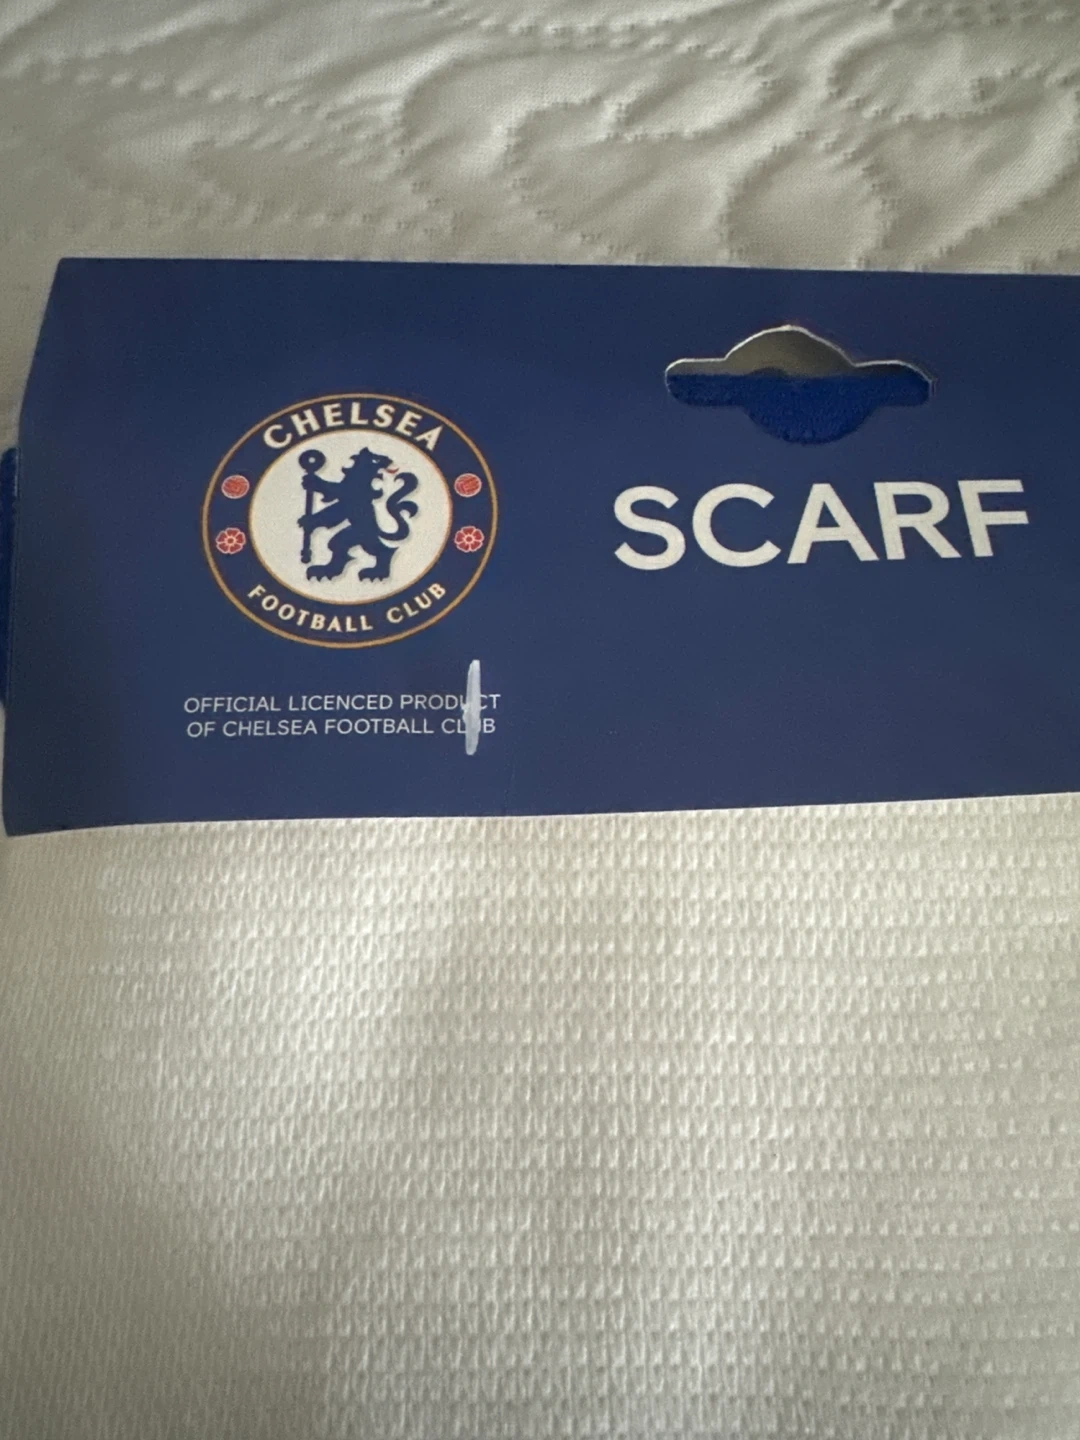 CHELSEA
FOOTBALL CLUB
SCARF
OFFICIAL LICENCED PRODUCT
OF CHELSEA FOOTBALL CLUB